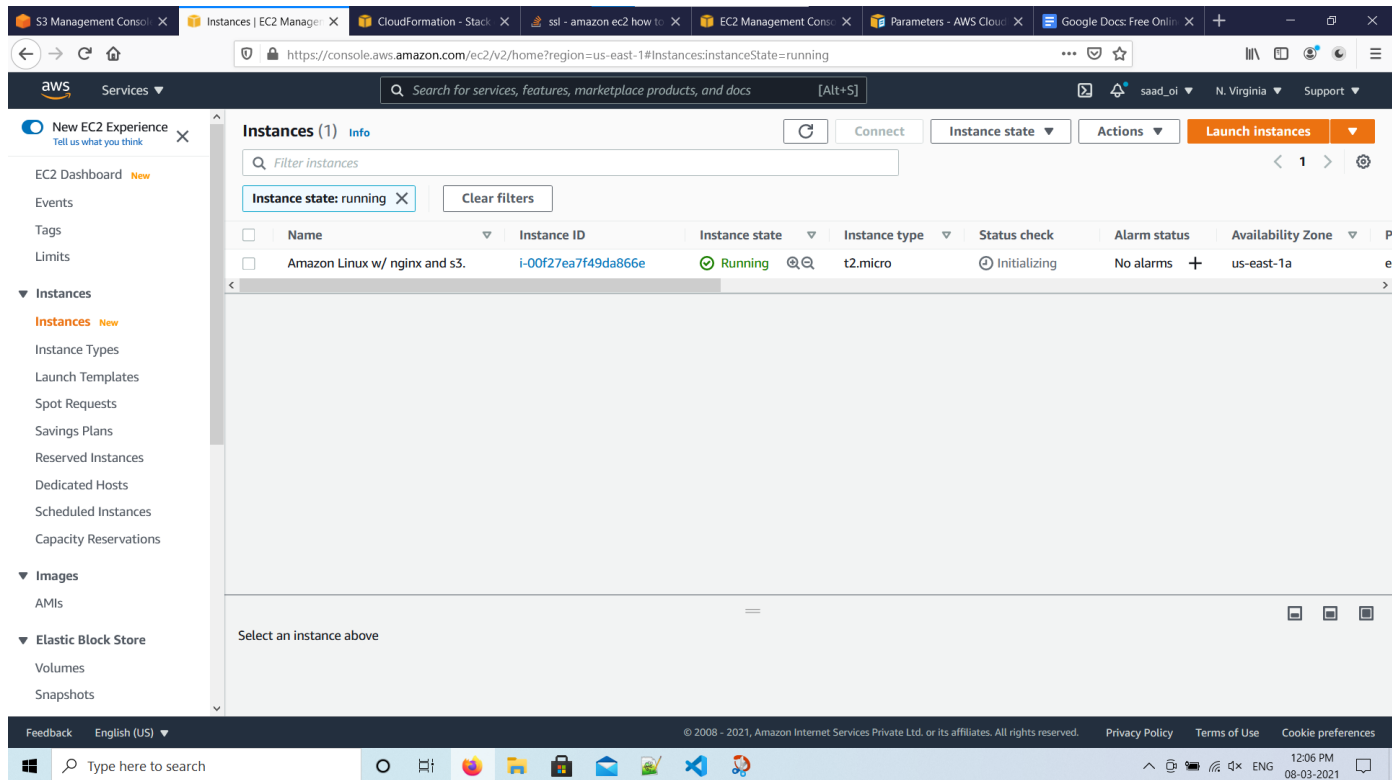 S3 Management Console
Instances | EC2 Manager
CloudFormation - Stack
ssl - amazon ec2 how to
EC2 Management Conso
Parameters - AWS Cloud
Google Docs: Free Onlin
https://console.aws.amazon.com/ec2/v2/home?region=us-east-1#Instances:instanceState=running
aws
Services
Search for services, features, marketplace products, and docs
[Alt+S]
saad_oi
N. Virginia
Support
New EC2 Experience
Tell us what you think
EC2 Dashboard New
Events
Tags
Limits
Instances
Instances New
Instance Types
Launch Templates
Spot Requests
Savings Plans
Reserved Instances
Dedicated Hosts
Scheduled Instances
Capacity Reservations
Images
AMIs
Elastic Block Store
Volumes
Snapshots
Instances (1) Info
Connect
Instance state
Actions
Launch instances
Filter instances
1
Instance state: running
Clear filters
Name Instance ID Instance state Instance type Status check Alarm status Availability Zone P
Amazon Linux w/ nginx and s3. i-00f27ea7f49da866e Running t2.micro Initializing No alarms + us-east-1a e
Select an instance above
Feedback English (US) © 2008 - 2021, Amazon Internet Services Private Ltd. or its affiliates. All rights reserved. Privacy Policy Terms of Use Cookie preferences
Type here to search
ENG
12:06 PM
08-03-2021